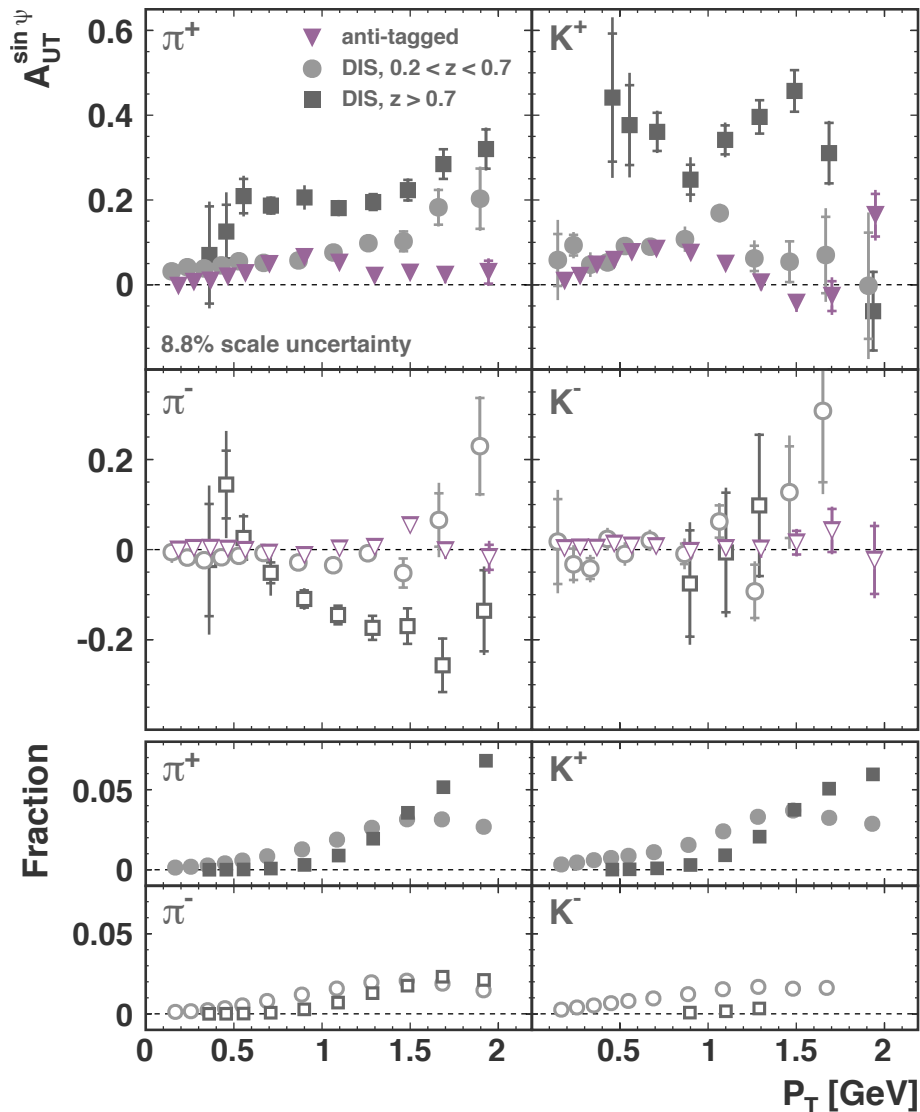 A_UT^sin ψ
0.6
0.4
0.2
0
π+
K+
anti-tagged
DIS, 0.2 < z < 0.7
DIS, z > 0.7
8.8% scale uncertainty
0.2
0
-0.2
π-
K-
Fraction
0.05
0
π+
K+
0.05
0
π-
K-
0 0.5 1 1.5 2
0.5 1 1.5 2
P_T [GeV]